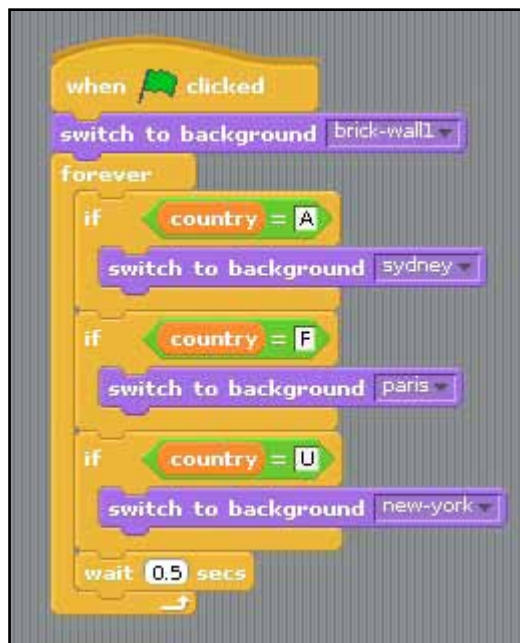 when clicked
switch to background brick-wall1
forever
if country = A
switch to background sydney
if country = F
switch to background paris
if country = U
switch to background new-york
wait 0.5 secs